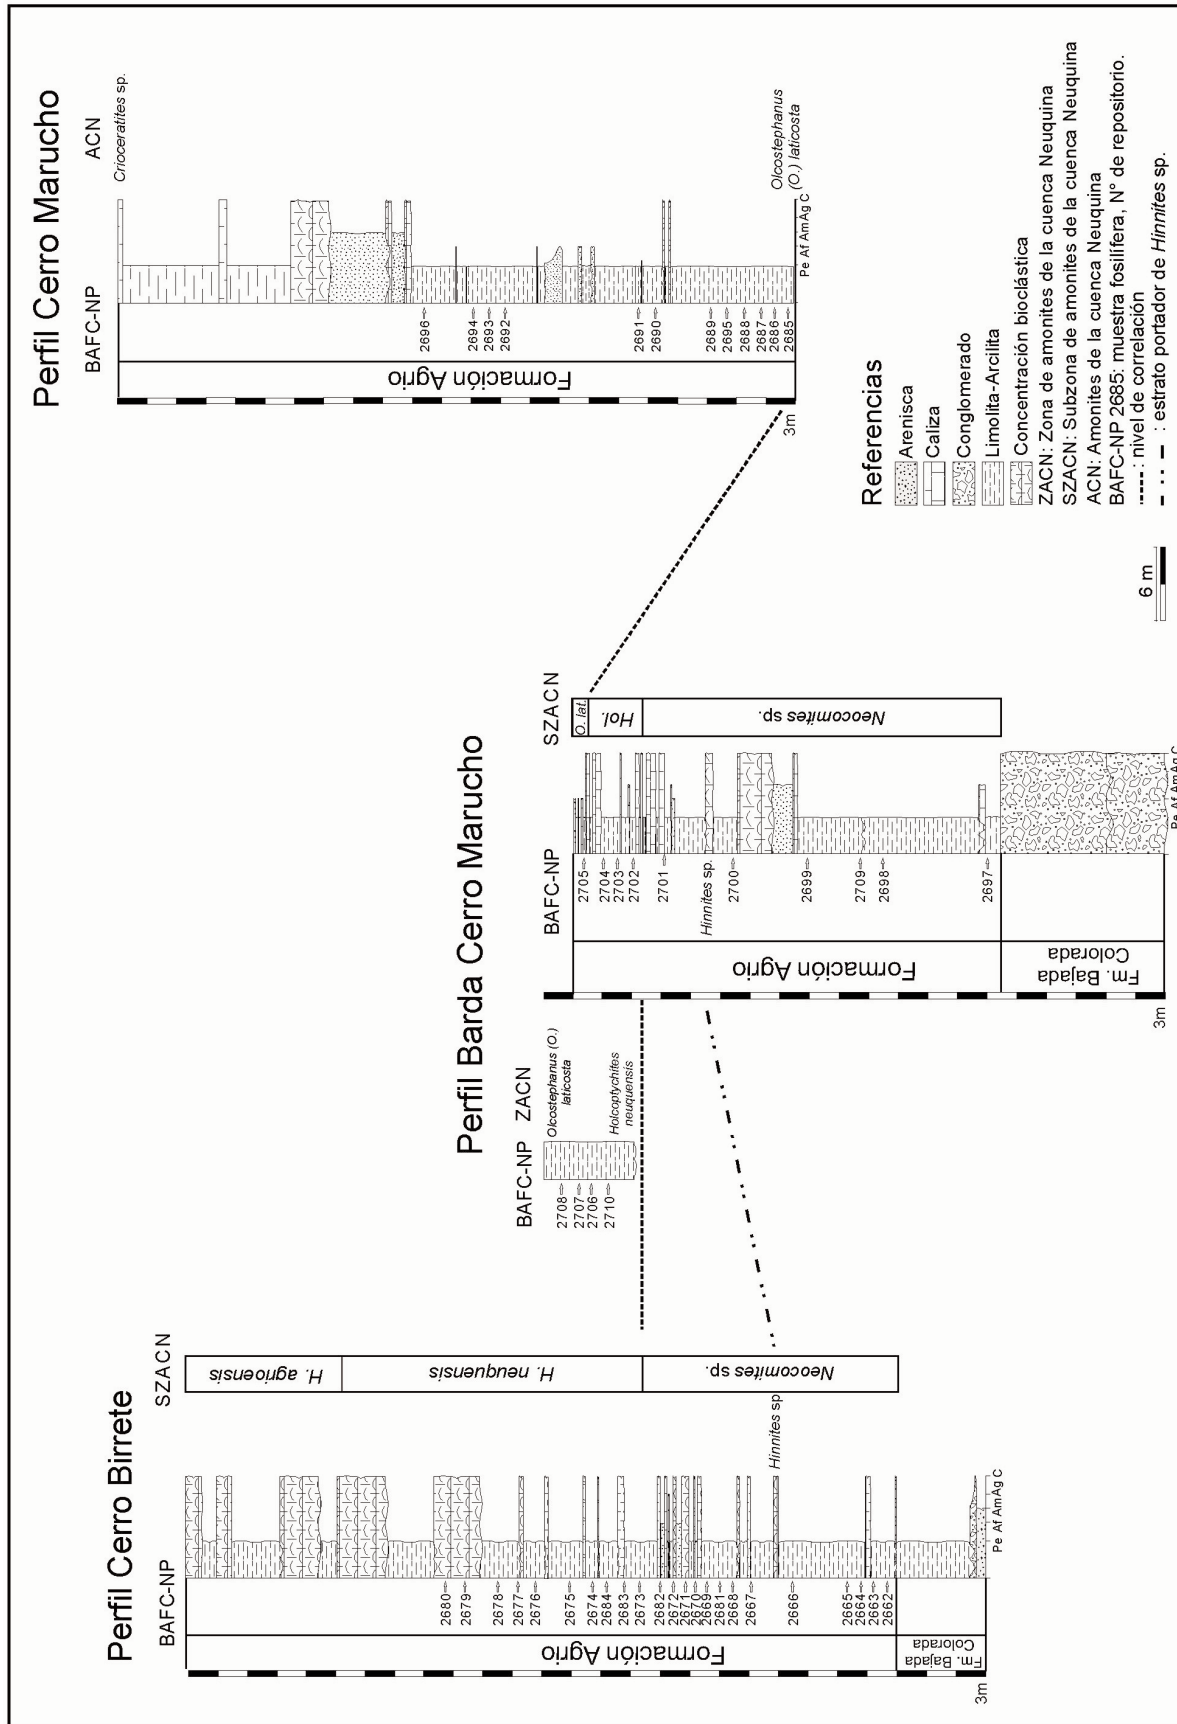 Perfil Cerro Birrete
BAFC-NP
SZACN
H. agrioensis
H. neuquensis
Neocomites sp.
Formación Agrio
Fm. Bajada
Colorada
2680
2679
2678
2677
2676
2675
2674
2684
2683
2673
2682
2672
2671
2670
2669
2681
2668
2667
2666
2665
2664
2663
2662
Hinnites sp
Pe Af Am Ag C
3m
Perfil Barda Cerro Marucho
BAFC-NP ZACN
Olcostephanus (O.)
laticosta
Holcoptychites
neuquensis
2708
2707
2706
2710
BAFC-NP
SZACN
O. lat.
Hol.
Neocomites sp.
Formación Agrio
Fm. Bajada
Colorada
2705
2704
2703
2702
2701
Hinnites sp.
2700
2699
2709
2698
2697
Pe Af Am Ag C
3m
Perfil Cerro Marucho
BAFC-NP
ACN
Crioceratites sp.
Formación Agrio
2696
2694
2693
2692
2691
2690
2689
2695
2688
2687
2686
2685
Olcostephanus
(O.) laticosta
Pe Af Am Ag C
3m
Referencias
Arenisca
Caliza
Conglomerado
Limolita-Arcilita
Concentración bioclástica
ZACN: Zona de amonites de la cuenca Neuquina
SZACN: Subzona de amonites de la cuenca Neuquina
ACN: Amonites de la cuenca Neuquina
BAFC-NP 2685: muestra fosilífera, N° de repositorio.
: nivel de correlación
: estrato portador de Hinnites sp.
6 m